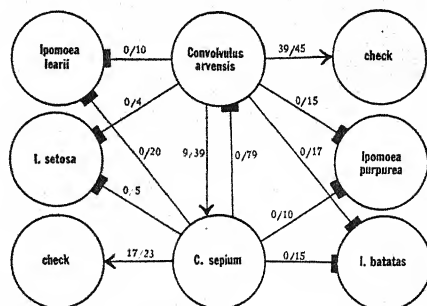 Ipomoea
learii
0/10
Convolvulus
arvensis
39/45
check
0/4
0/15
I. setosa
0/20
9/39
0/79
0/17
Ipomoea
purpurea
0/5
0/10
check
17/23
C. sepium
0/15
I. batatas